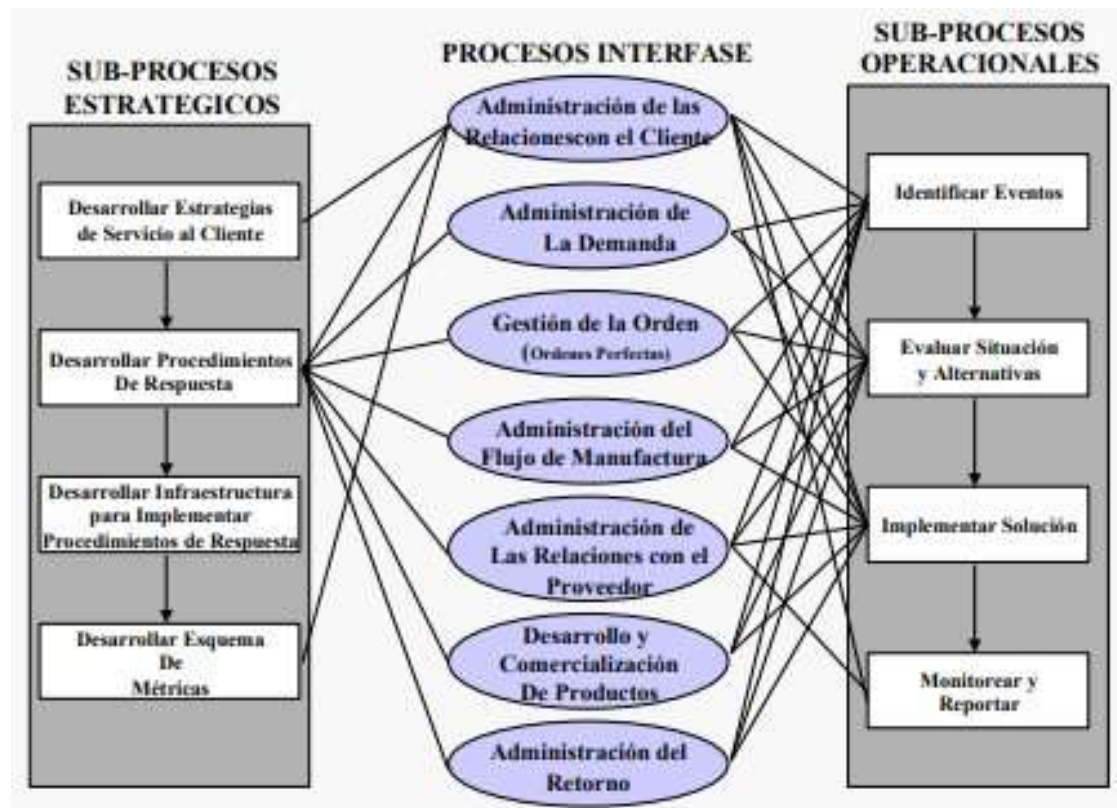 SUB-PROCESOS
ESTRATEGICOS
Desarrollar Estrategias
de Servicio al Cliente
Desarrollar Procedimientos
De Respuesta
Desarrollar Infraestructura
para Implementar
Procedimientos de Respuesta
Desarrollar Esquema
De
Métricas
PROCESOS INTERFASE
Administración de las
Relacionescon el Cliente
Administración de
La Demanda
Gestión de la Orden
(Ordenes Perfectas)
Administración del
Flujo de Manufactura
Administración de
Las Relaciones con el
Proveedor
Desarrollo y
Comercialización
De Productos
Administración del
Retorno
SUB-PROCESOS
OPERACIONALES
Identificar Eventos
Evaluar Situación
y Alternativas
Implementar Solución
Monitorear y
Reportar